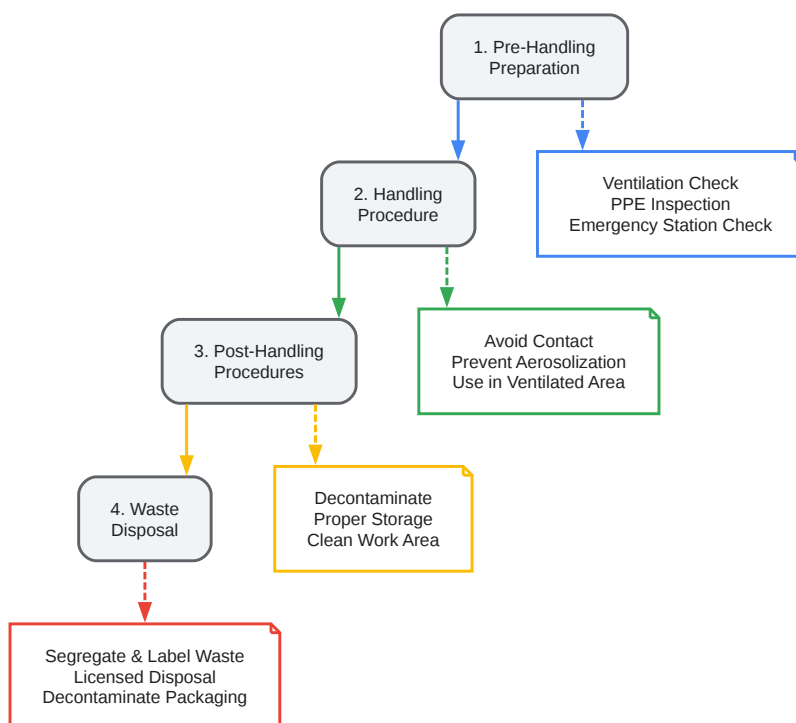 1. Pre-Handling
Preparation
Ventilation Check
PPE Inspection
Emergency Station Check
2. Handling
Procedure
Avoid Contact
Prevent Aerosolization
Use in Ventilated Area
3. Post-Handling
Procedures
Decontaminate
Proper Storage
Clean Work Area
4. Waste
Disposal
Segregate & Label Waste
Licensed Disposal
Decontaminate Packaging